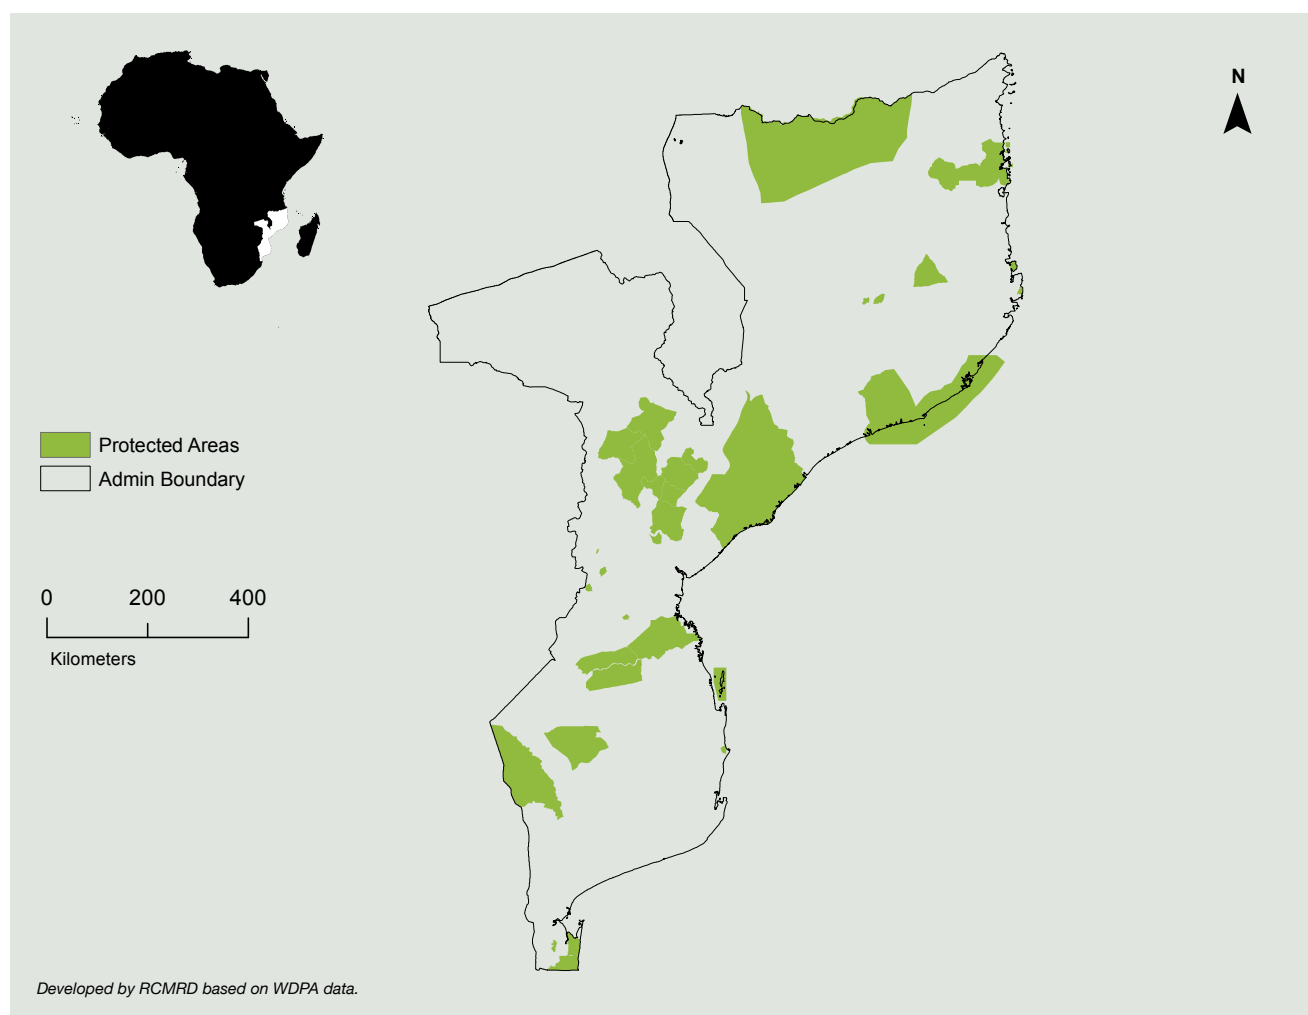 N
Protected Areas
Admin Boundary
0 200 400
Kilometers
Developed by RCMRD based on WDPA data.